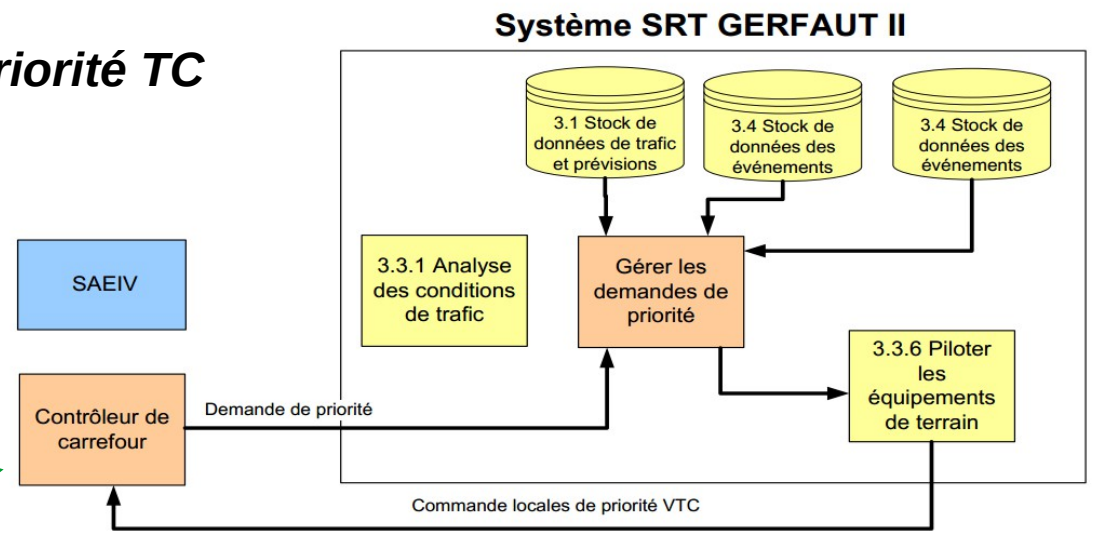 Système SRT GERFAUT II
riorité TC
3.1 Stock de
données de trafic
et prévisions
3.4 Stock de
données des
événements
3.4 Stock de
données des
événements
SAEIV
3.3.1 Analyse
des conditions
de trafic
Gérer les
demandes de
priorité
3.3.6 Piloter
les
équipements
de terrain
Contrôleur de
carrefour
Demande de priorité
Commande locales de priorité VTC